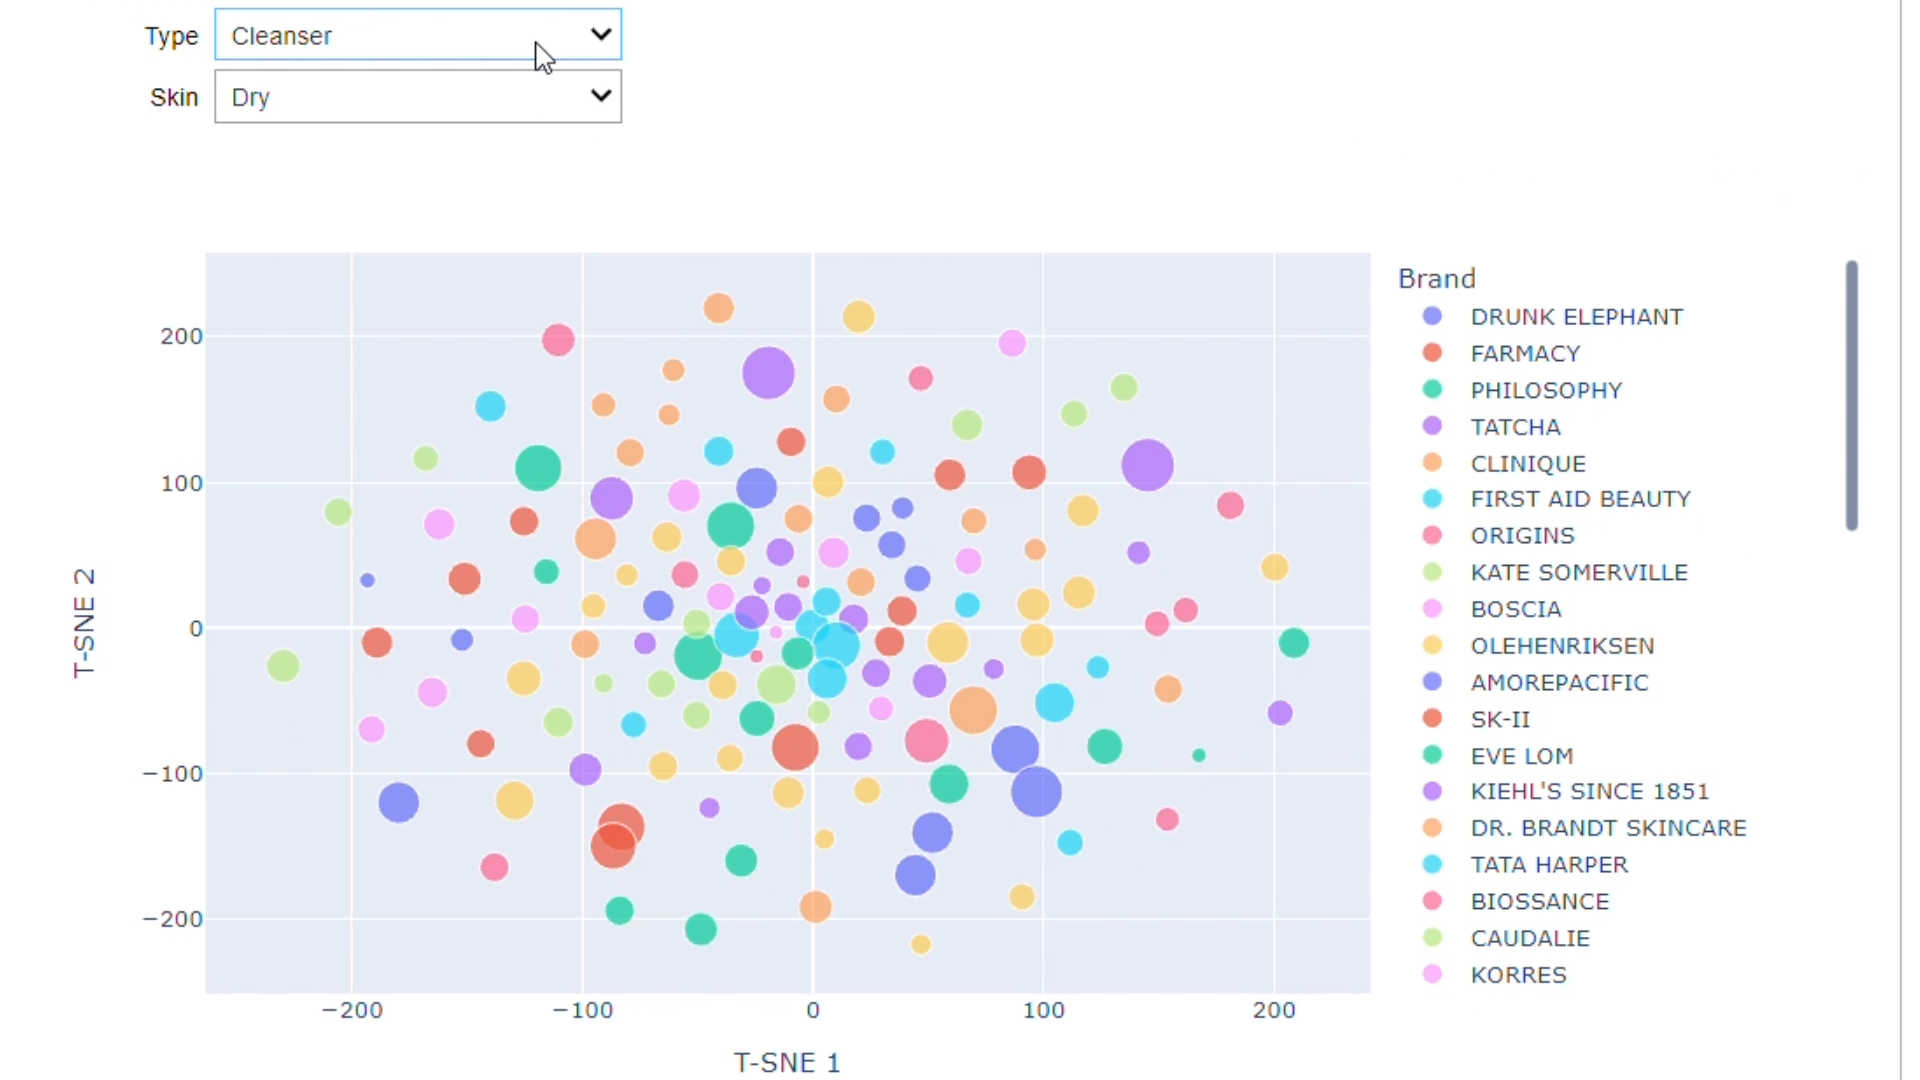 Type Cleanser
Skin Dry
Brand
DRUNK ELEPHANT
FARMACY
PHILOSOPHY
TATCHA
CLINIQUE
FIRST AID BEAUTY
ORIGINS
KATE SOMERVILLE
BOSCIA
OLEHENRIKSEN
AMOREPACIFIC
SK-II
EVE LOM
KIEHL'S SINCE 1851
DR. BRANDT SKINCARE
TATA HARPER
BIOSSANCE
CAUDALIE
KORRES
T-SNE 2
200
100
0
−100
−200
−200 −100 0 100 200
T-SNE 1